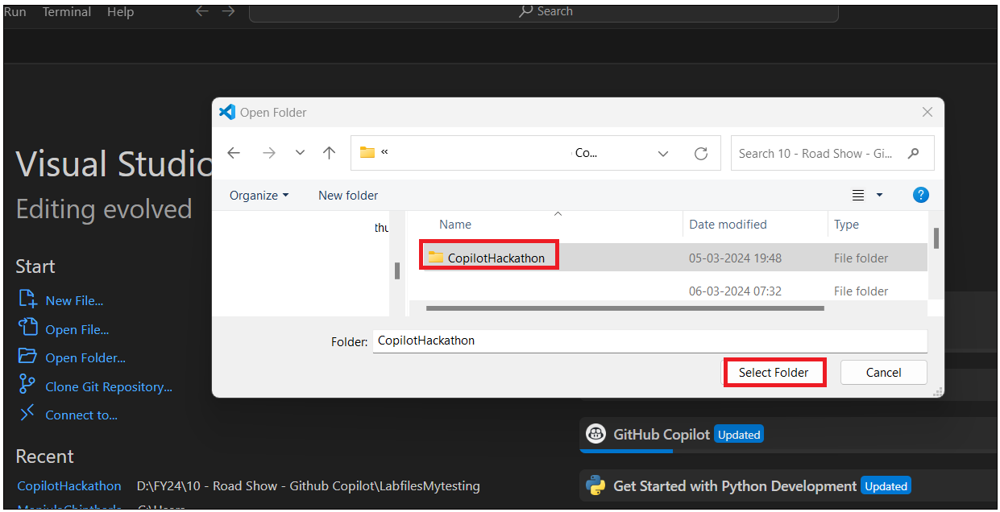 Run Terminal Help
Search
Open Folder
« Co...
Search 10 - Road Show - Gi...
Organize New folder
?
Visual Studio
Editing evolved
Name Date modified Type
CopilotHackathon 05-03-2024 19:48 File folder
06-03-2024 07:32 File folder
Folder: CopilotHackathon
Select Folder Cancel
Start
New File...
Open File...
Open Folder...
Clone Git Repository...
Connect to...
Recent
CopilotHackathon D:\FY24\10 - Road Show - Github Copilot\LabfilesMytesting
GitHub Copilot Updated
Get Started with Python Development Updated